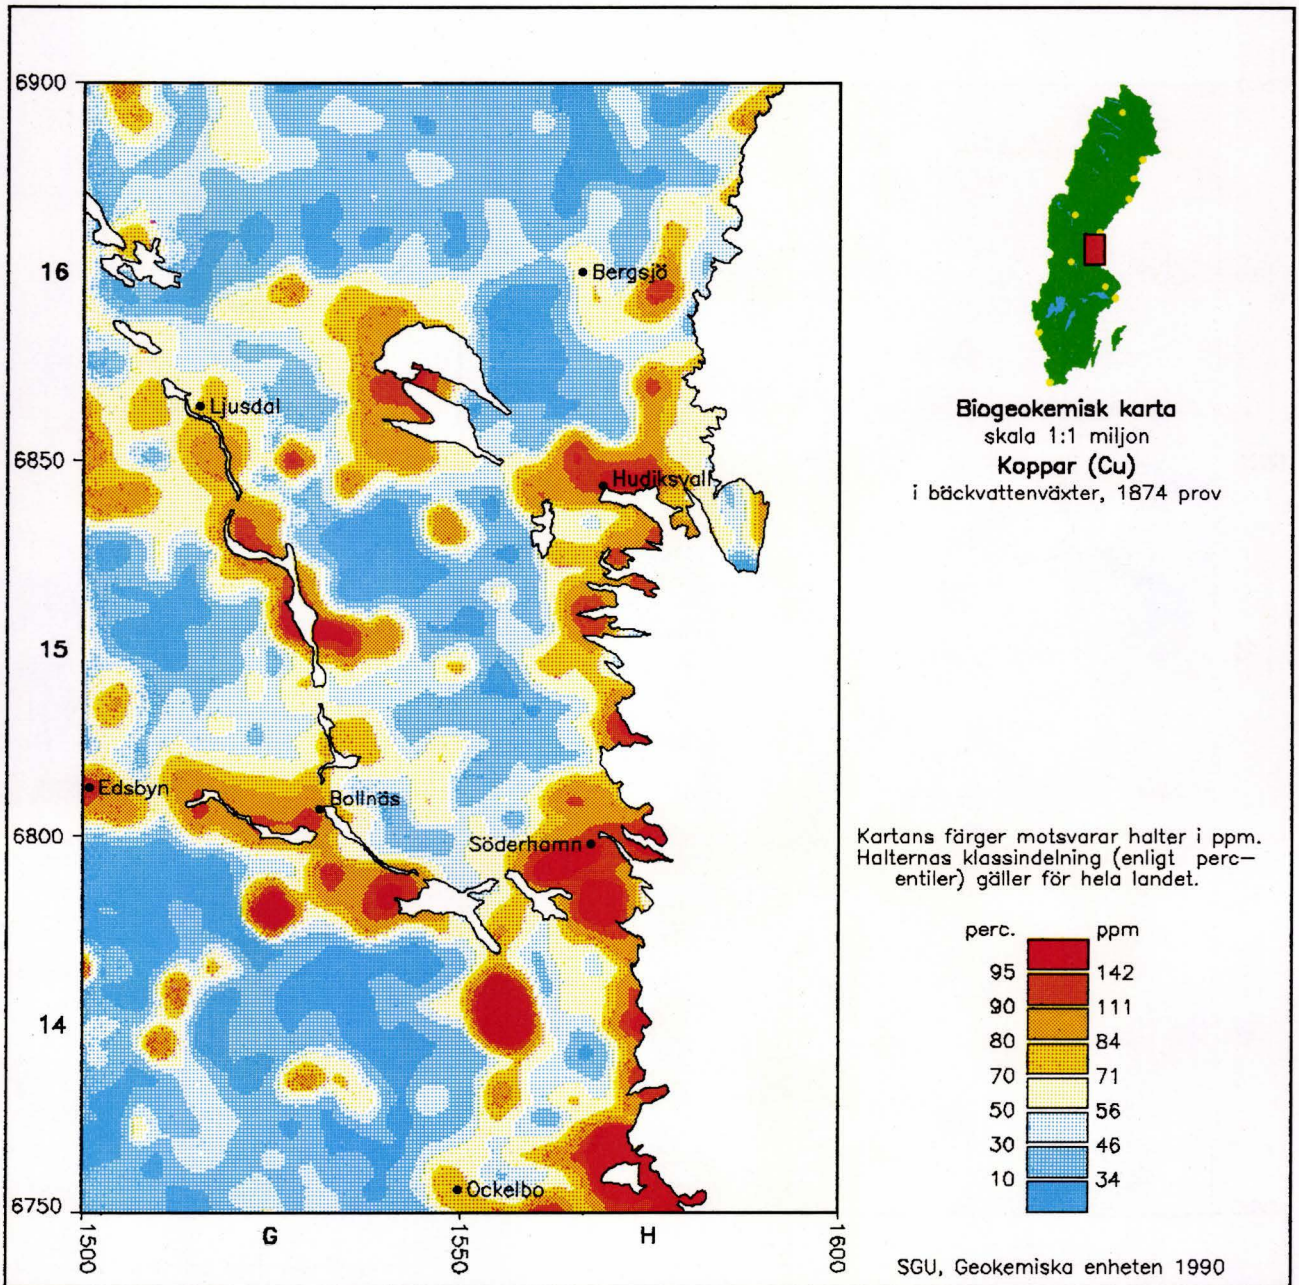 6900
16
Bergsjö
Ljusdal
6850
Hudiksvall
15
Edsbyn
Bollnäs
6800
Söderhamn
14
Ockelbo
6750
1500
G
1550
H
1600
Biogeokemisk karta
skala 1:1 miljon
Koppar (Cu)
i bäckvattenväxter, 1874 prov
Kartans färger motsvarar halter i ppm.
Halternas klassindelning (enligt perc-
entiler) gäller för hela landet.
perc. ppm
95 142
90 111
80 84
70 71
50 56
30 46
10 34
SGU, Geokemiska enheten 1990